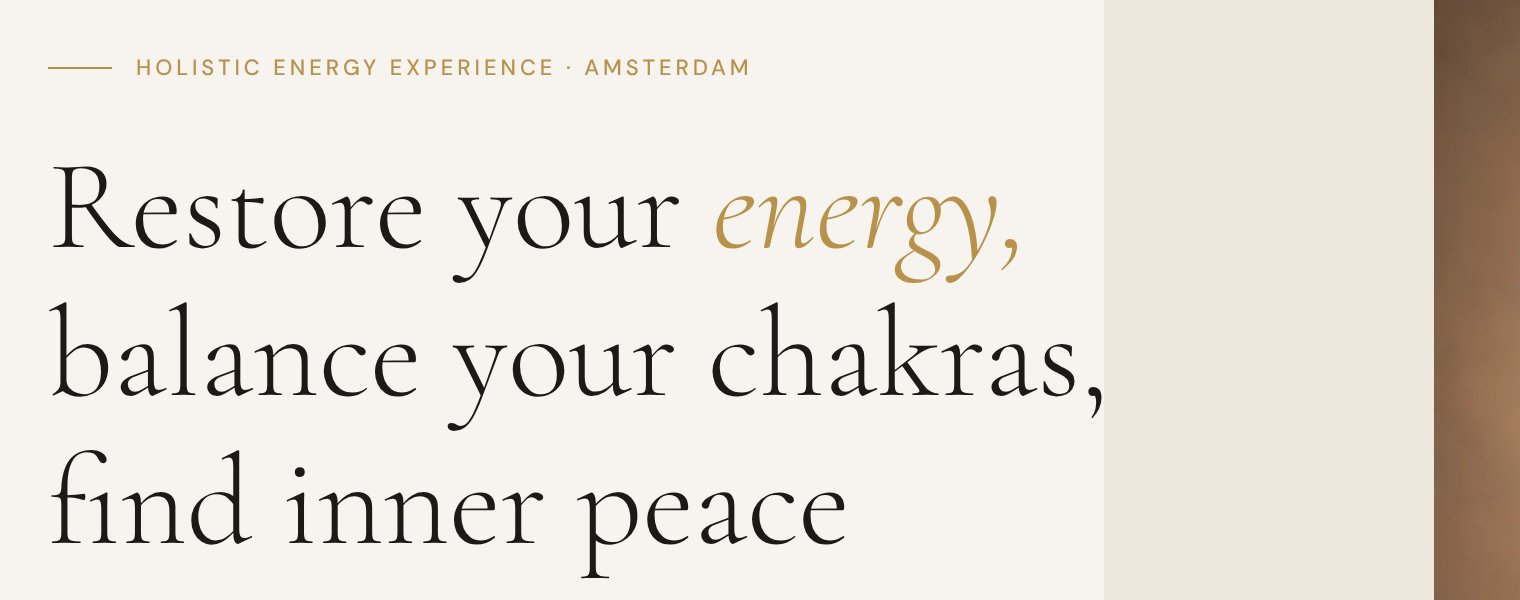 HOLISTIC ENERGY EXPERIENCE · AMSTERDAM
Restore your energy,
balance your chakras,
find inner peace